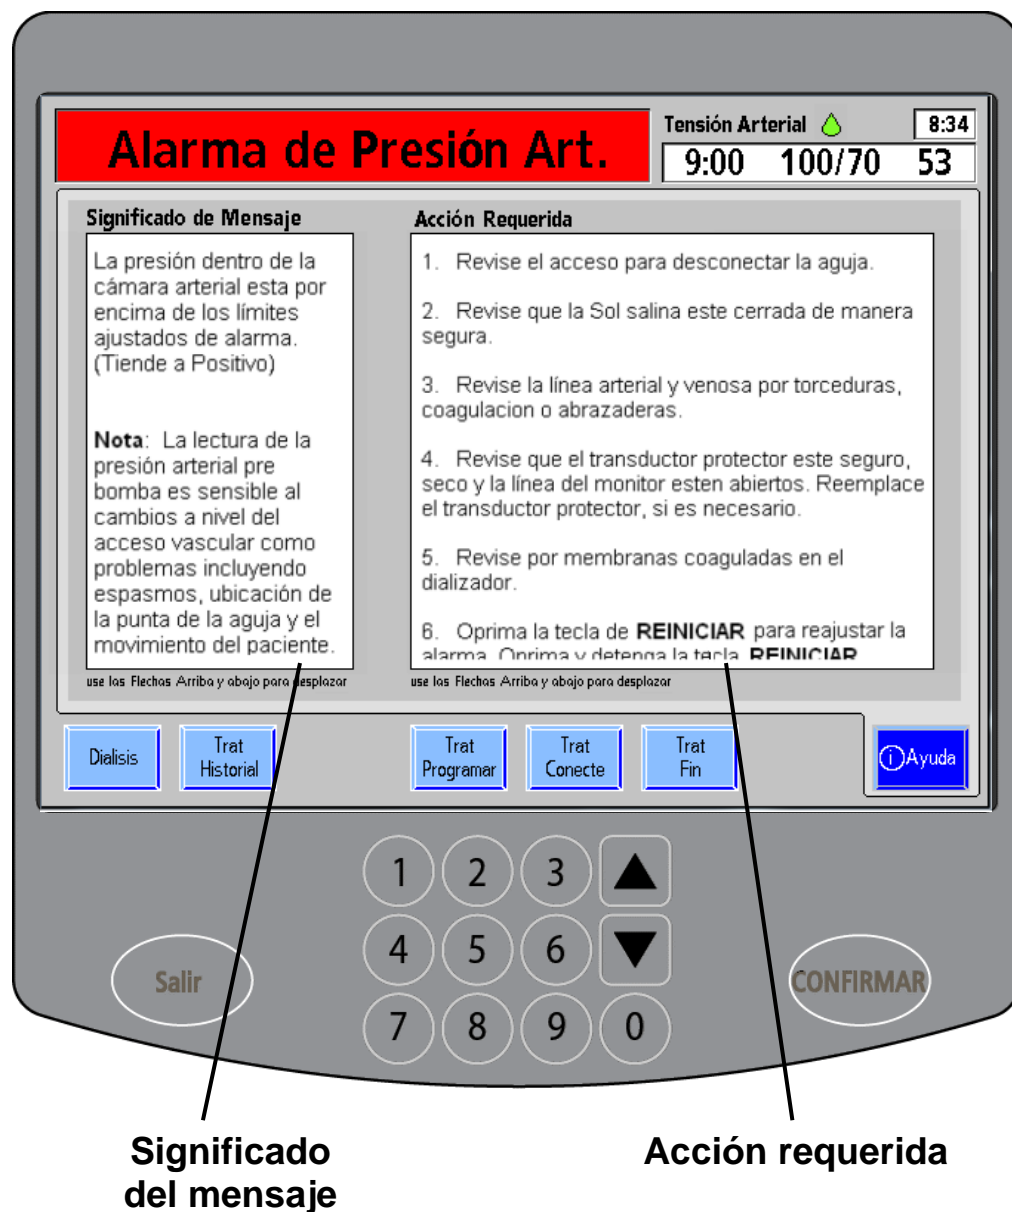 Alarma de Presión Art.
Tensión Arterial
8:34
9:00 100/70 53
Significado de Mensaje
La presión dentro de la
cámara arterial esta por
encima de los límites
ajustados de alarma.
(Tiende a Positivo)
Nota: La lectura de la
presión arterial pre
bomba es sensible al
cambios a nivel del
acceso vascular como
problemas incluyendo
espasmos, ubicación de
la punta de la aguja y el
movimiento del paciente.
use las Flechas Arriba y abajo para desplazar
Acción Requerida
1. Revise el acceso para desconectar la aguja.
2. Revise que la Sol salina este cerrada de manera
segura.
3. Revise la línea arterial y venosa por torceduras,
coagulacion o abrazaderas.
4. Revise que el transductor protector este seguro,
seco y la línea del monitor esten abiertos. Reemplace
el transductor protector, si es necesario.
5. Revise por membranas coaguladas en el
dializador.
6. Oprima la tecla de REINICIAR para reajustar la
alarma. Oprima y detenga la tecla REINICIAR
use las Flechas Arriba y abajo para desplazar
Dialisis
Trat
Historial
Trat
Programar
Trat
Conecte
Trat
Fin
i Ayuda
1 2 3
4 5 6
7 8 9 0
Salir
CONFIRMAR
Significado
del mensaje
Acción requerida